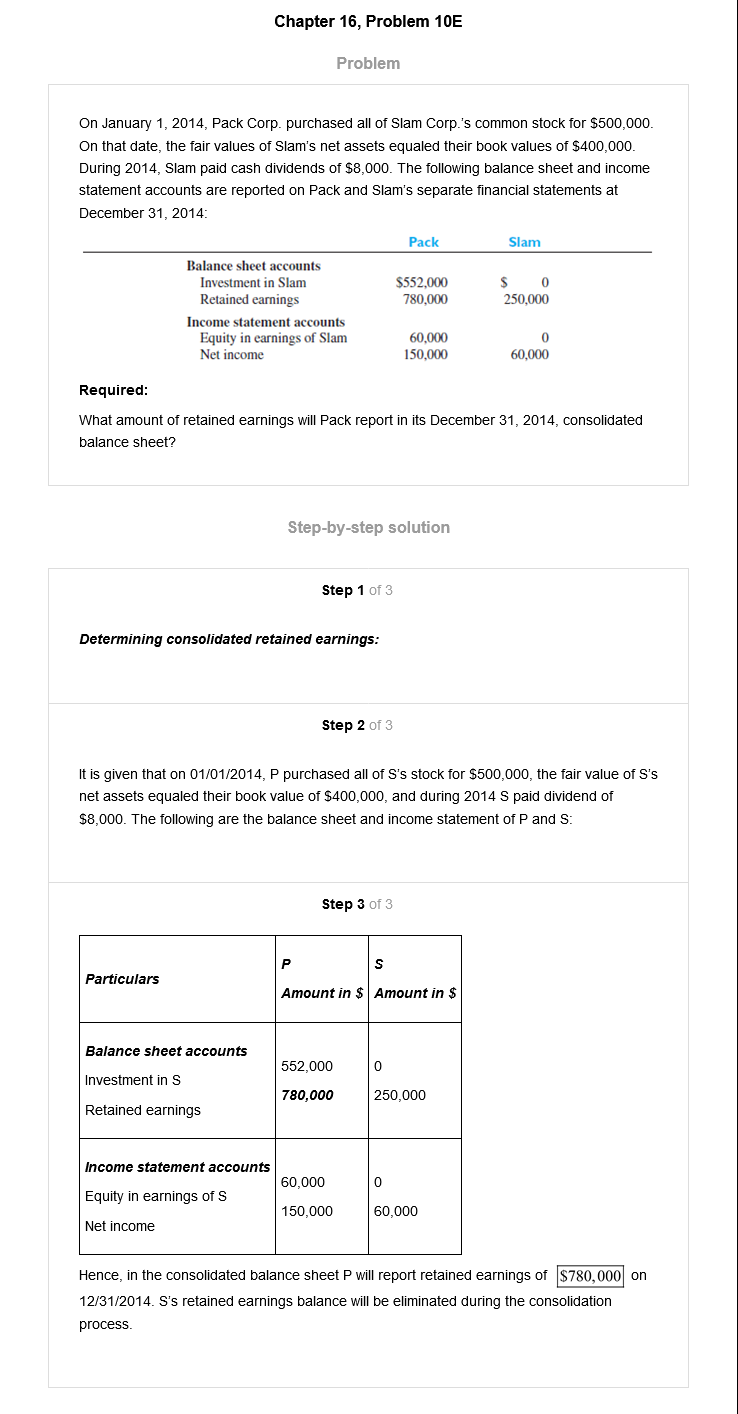 Chapter 16, Problem 10E
Problem
On January 1, 2014, Pack Corp. purchased all of Slam Corp.'s common stock for $500,000.
On that date, the fair values of Slam's net assets equaled their book values of $400,000.
During 2014, Slam paid cash dividends of $8,000. The following balance sheet and income
statement accounts are reported on Pack and Slam's separate financial statements at
December 31, 2014:
Pack Slam
Balance sheet accounts
Investment in Slam $552,000 $ 0
Retained earnings 780,000 250,000
Income statement accounts
Equity in earnings of Slam 60,000 0
Net income 150,000 60,000
Required:
What amount of retained earnings will Pack report in its December 31, 2014, consolidated
balance sheet?
Step-by-step solution
Step 1 of 3
Determining consolidated retained earnings:
Step 2 of 3
It is given that on 01/01/2014, P purchased all of S's stock for $500,000, the fair value of S's
net assets equaled their book value of $400,000, and during 2014 S paid dividend of
$8,000. The following are the balance sheet and income statement of P and S:
Step 3 of 3
Particulars
P S
Amount in $ Amount in $
Balance sheet accounts
Investment in S 552,000 0
Retained earnings 780,000 250,000
Income statement accounts
Equity in earnings of S 60,000 0
Net income 150,000 60,000
Hence, in the consolidated balance sheet P will report retained earnings of $780,000 on
12/31/2014. S's retained earnings balance will be eliminated during the consolidation
process.